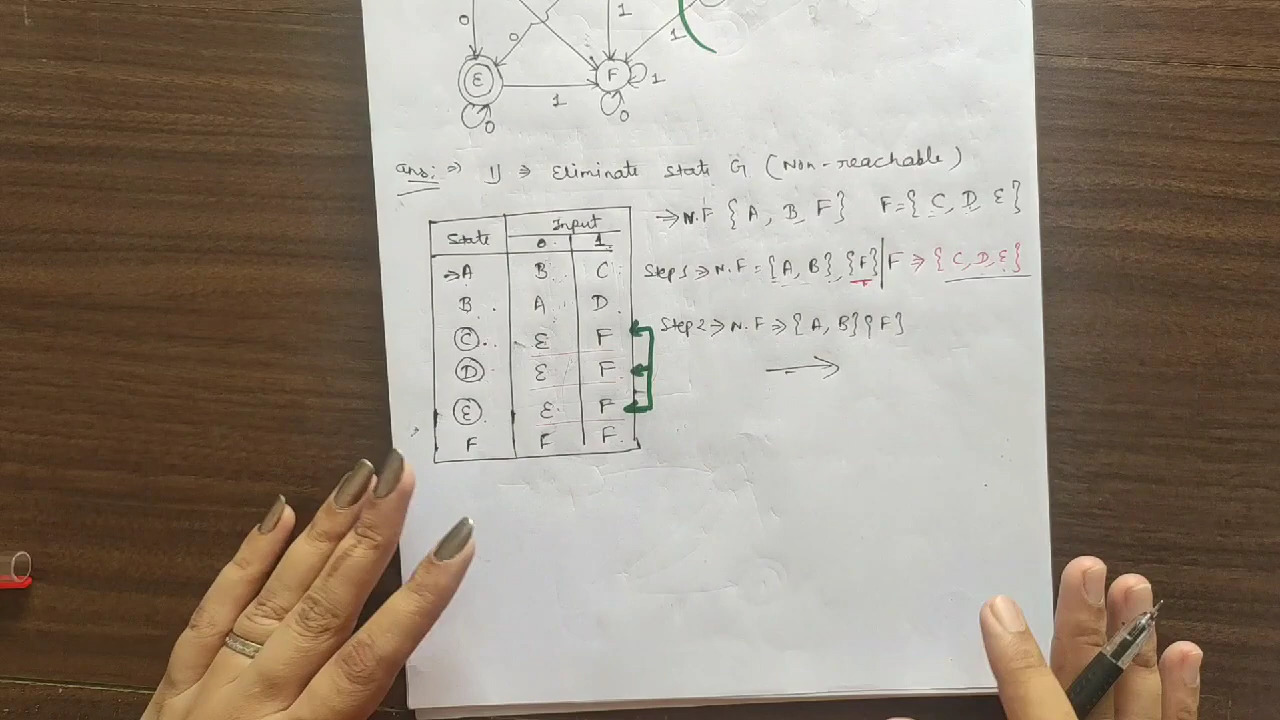 0 1
0 1
E F 1
1
0 0
ans: => 1) => Eliminate state G (Non-reachable)
→ N.F {A, B F} F={C, D, E}
State Input
0 1
→A B C
B A D
C E F
D E F
E E F
F F F
Step 1 => N.F = {A, B}, {F} | F => {C, D, E}
Step 2 => N.F => {A, B} {F}